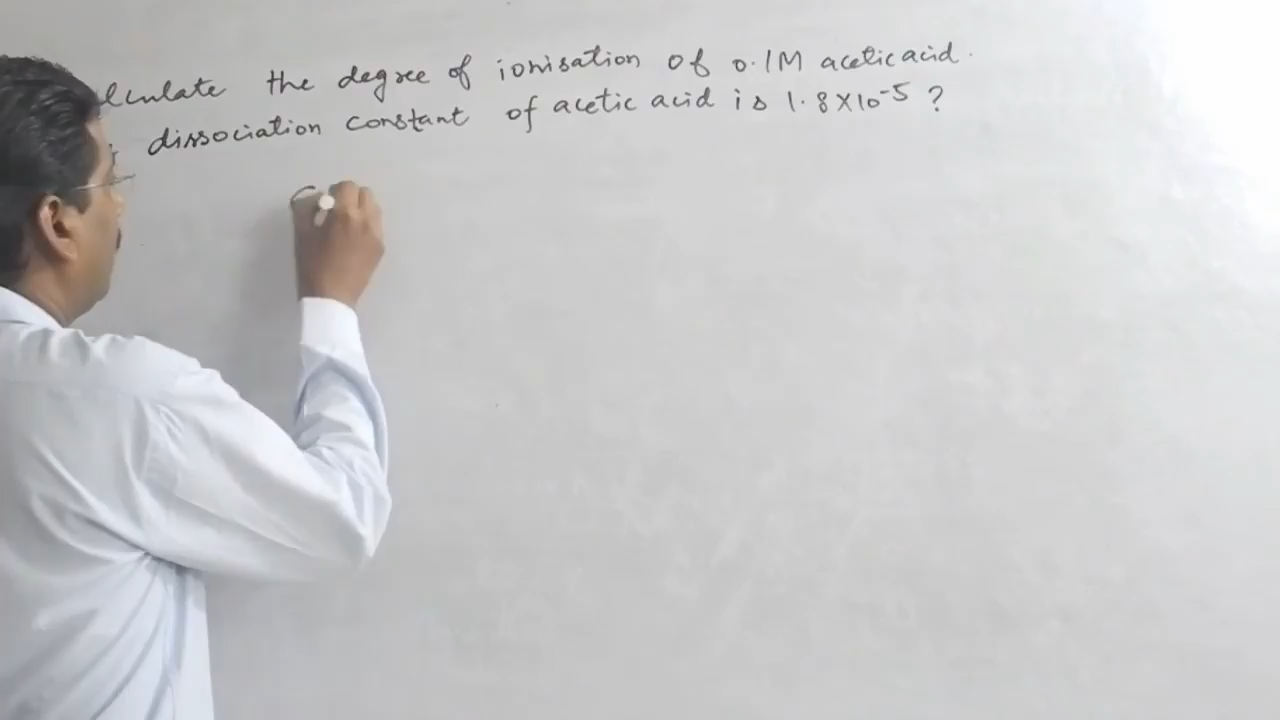 lculate the degree of ionisation of 0.1M acetic acid.
dissociation constant of acetic acid is 1.8X10-5 ?